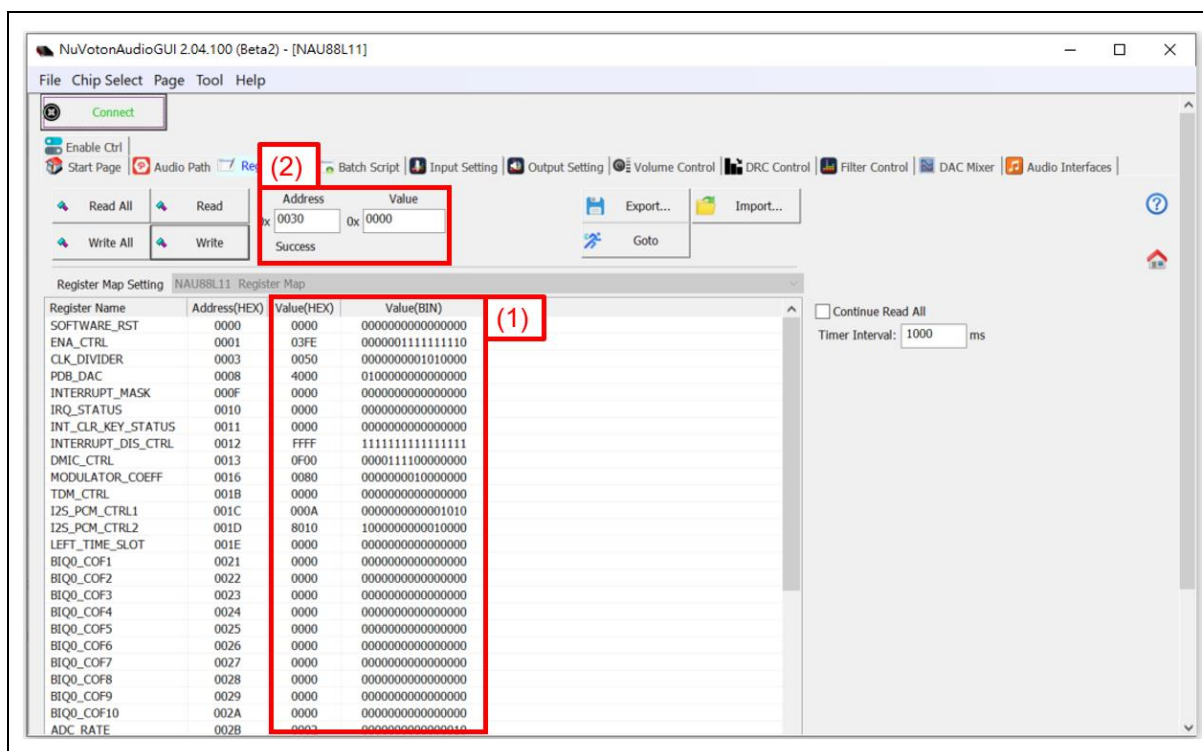 NuVotonAudioGUI 2.04.100 (Beta2) - [NAU88L11]
File Chip Select Page Tool Help
Connect
Enable Ctrl
Start Page Audio Path Reg (2) Batch Script Input Setting Output Setting Volume Control DRC Control Filter Control DAC Mixer Audio Interfaces
Address Value
Read All Read 0x 0030 0x 0000 Export... Import...
Write All Write Success Goto
Register Map Setting NAU88L11 Register Map
Register Name Address(HEX) Value(HEX) Value(BIN) (1)
Continue Read All
Timer Interval: 1000 ms
SOFTWARE_RST 0000 0000 0000000000000000
ENA_CTRL 0001 03FE 0000001111111110
CLK_DIVIDER 0003 0050 0000000001010000
PDB_DAC 0008 4000 0100000000000000
INTERRUPT_MASK 000F 0000 0000000000000000
IRQ_STATUS 0010 0000 0000000000000000
INT_CLR_KEY_STATUS 0011 0000 0000000000000000
INTERRUPT_DIS_CTRL 0012 FFFF 1111111111111111
DMIC_CTRL 0013 0F00 0000111100000000
MODULATOR_COEFF 0016 0080 0000000010000000
TDM_CTRL 001B 0000 0000000000000000
I2S_PCM_CTRL1 001C 000A 0000000000001010
I2S_PCM_CTRL2 001D 8010 1000000000010000
LEFT_TIME_SLOT 001E 0000 0000000000000000
BIQ0_COF1 0021 0000 0000000000000000
BIQ0_COF2 0022 0000 0000000000000000
BIQ0_COF3 0023 0000 0000000000000000
BIQ0_COF4 0024 0000 0000000000000000
BIQ0_COF5 0025 0000 0000000000000000
BIQ0_COF6 0026 0000 0000000000000000
BIQ0_COF7 0027 0000 0000000000000000
BIQ0_COF8 0028 0000 0000000000000000
BIQ0_COF9 0029 0000 0000000000000000
BIQ0_COF10 002A 0000 0000000000000000
ADC_RATE 002B 0002 0000000000000010